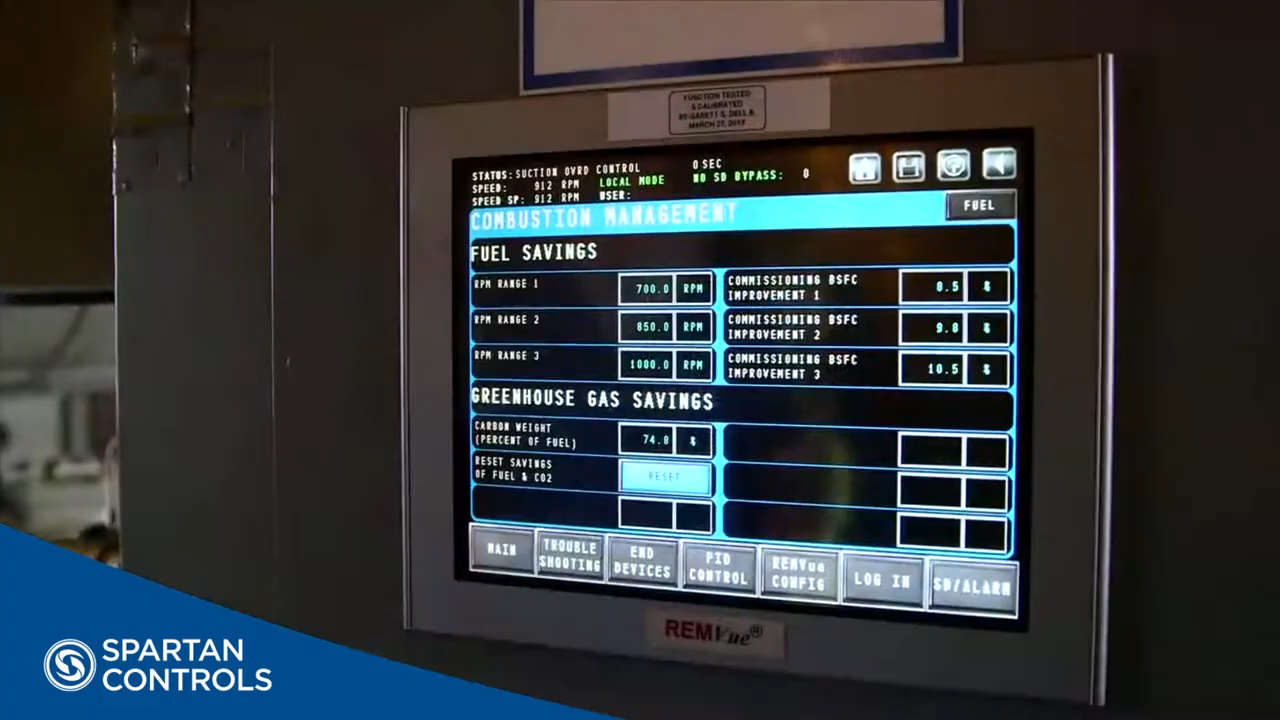 FUNCTION TESTED
& CALIBRATED
BY GARETT S, DELL B.
MARCH 27, 2012
STATUS: SUCTION OVRD CONTROL 0 SEC
SPEED: 912 RPM LOCAL MODE NO SD BYPASS: 0
SPEED SP: 912 RPM USER:
COMBUSTION MANAGEMENT FUEL
FUEL SAVINGS
RPM RANGE 1 700.0 RPM
COMMISSIONING BSFC
IMPROVEMENT 1 8.5 %
RPM RANGE 2 850.0 RPM
COMMISSIONING BSFC
IMPROVEMENT 2 9.8 %
RPM RANGE 3 1000.0 RPM
COMMISSIONING BSFC
IMPROVEMENT 3 10.5 %
GREENHOUSE GAS SAVINGS
CARBON WEIGHT
(PERCENT OF FUEL) 74.8 %
RESET SAVINGS
OF FUEL & CO2 RESET
MAIN
TROUBLE
SHOOTING
END
DEVICES
PID
CONTROL
REMVue
CONFIG
LOG IN
SD/ALARM
REMVue®
SPARTAN
CONTROLS